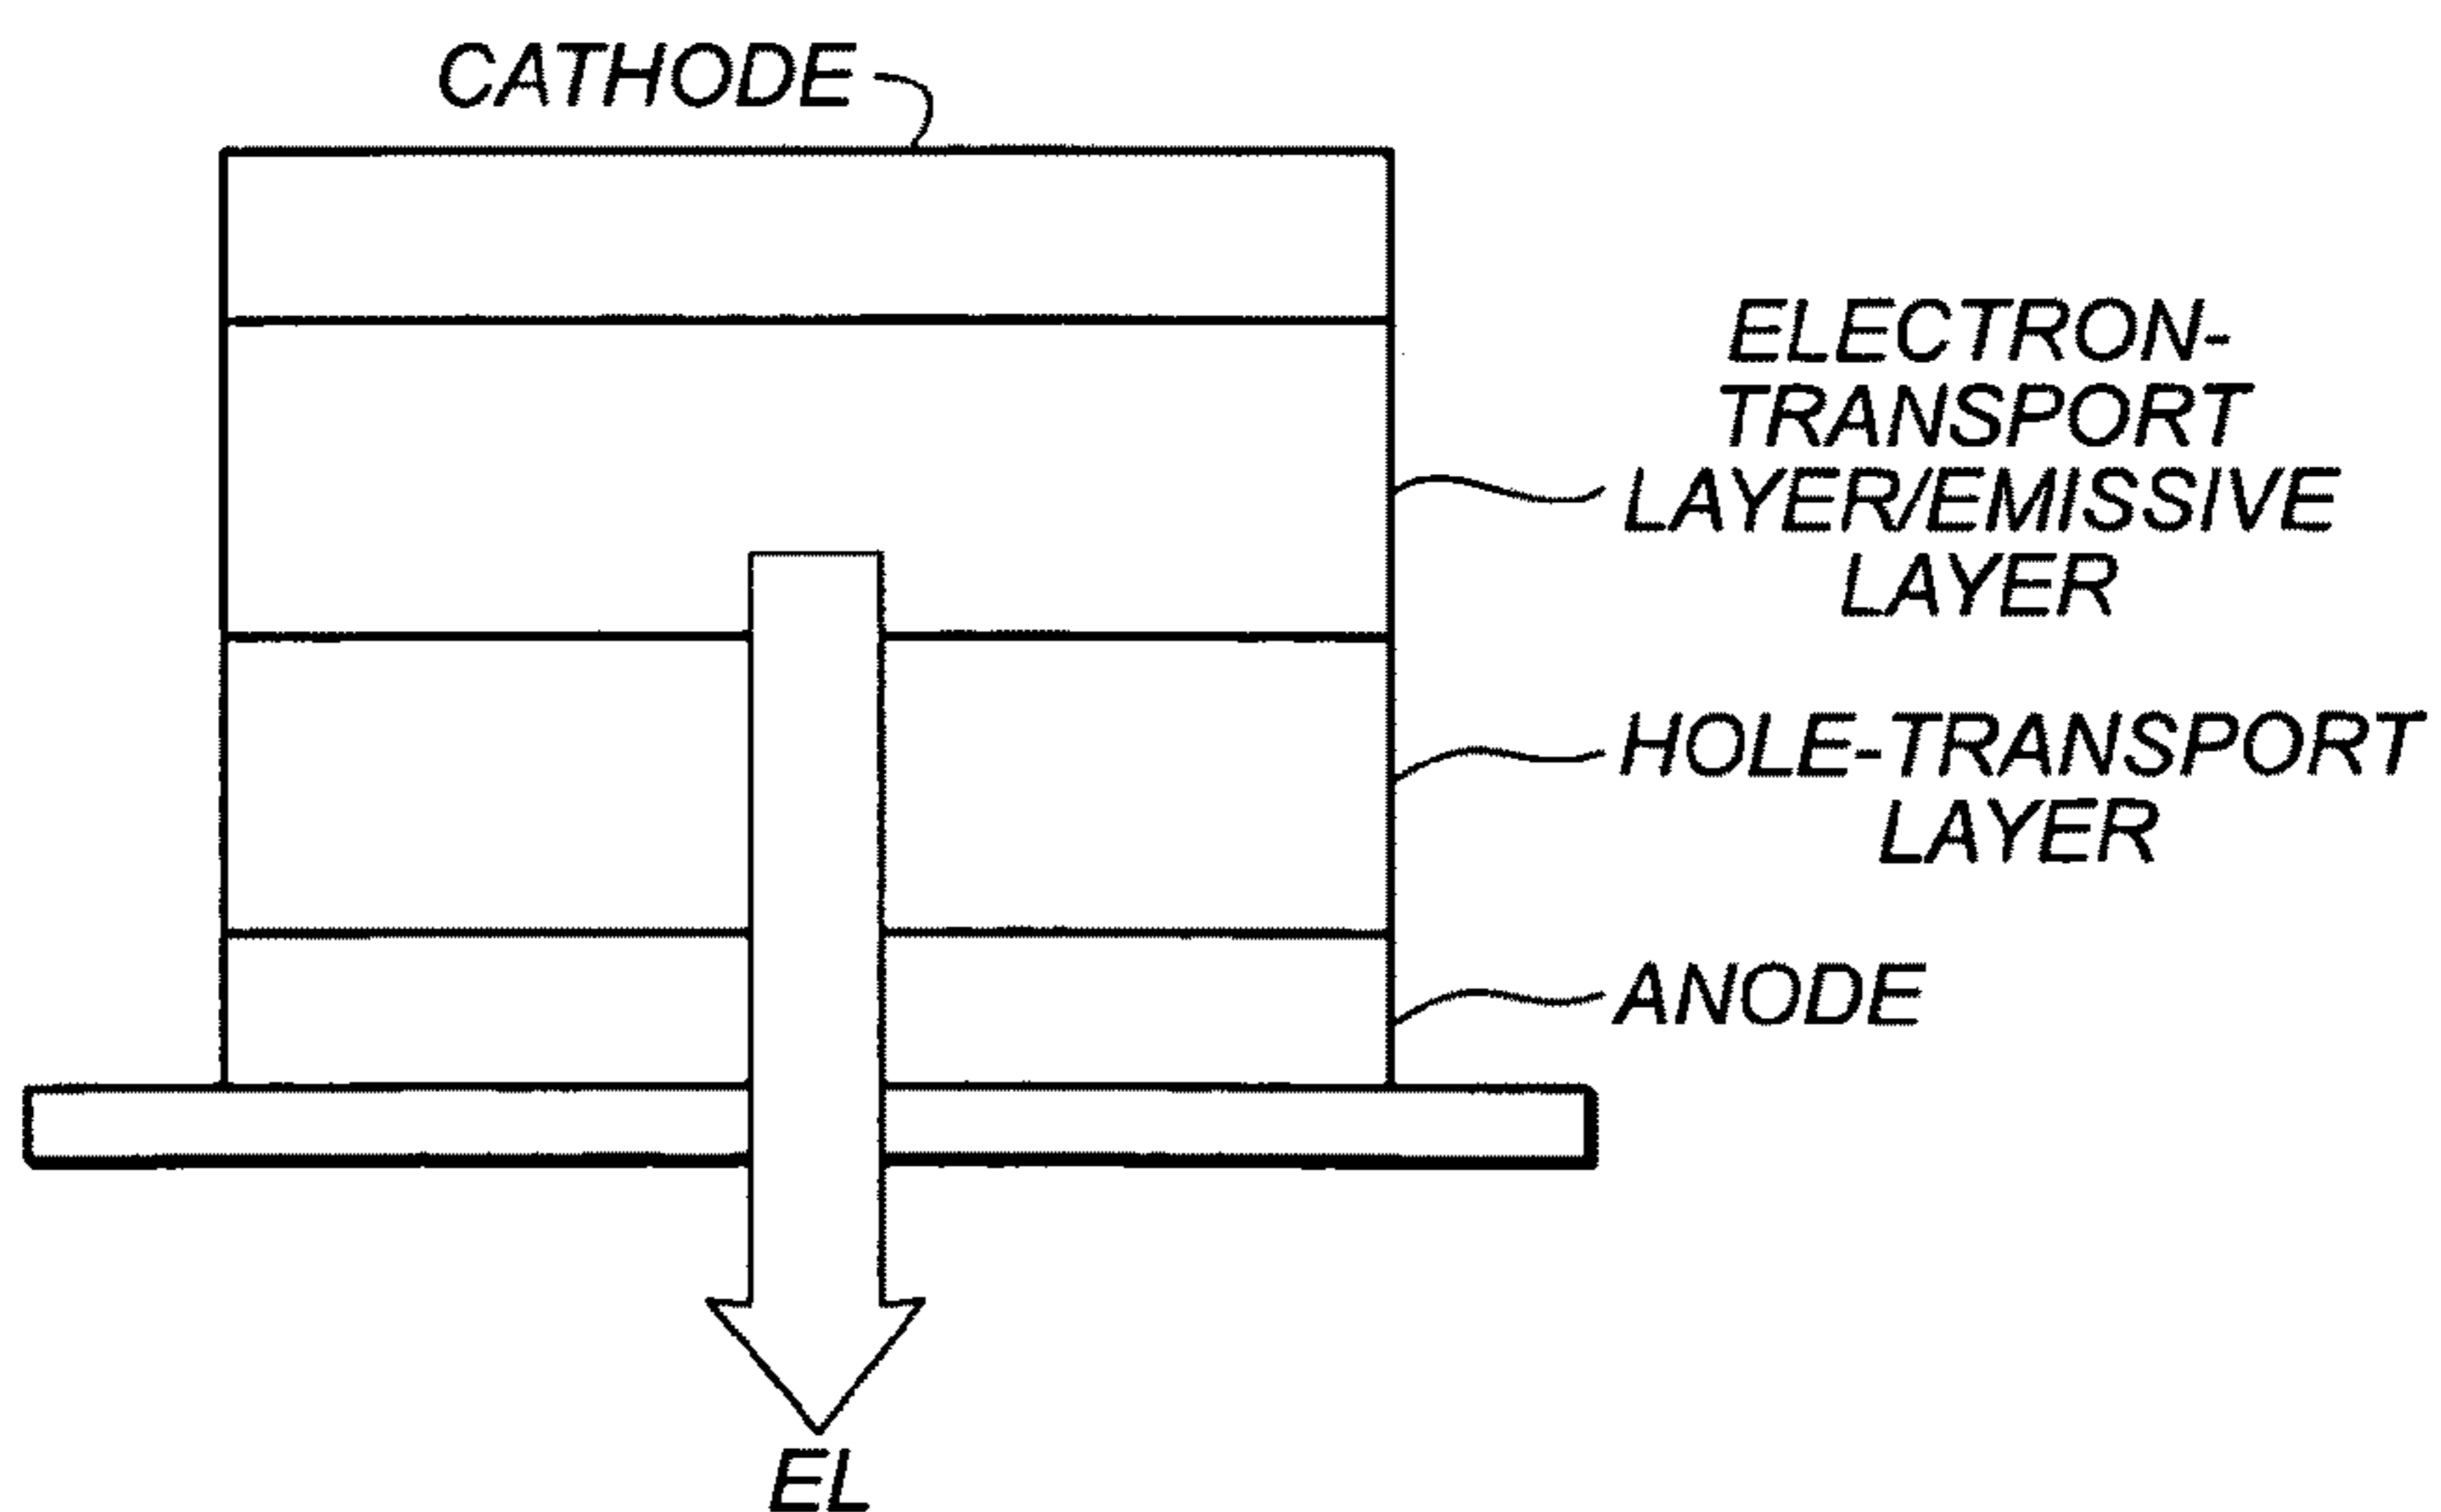 CATHODE
ELECTRON-
TRANSPORT
LAYER/EMISSIVE
LAYER
HOLE-TRANSPORT
LAYER
ANODE
EL